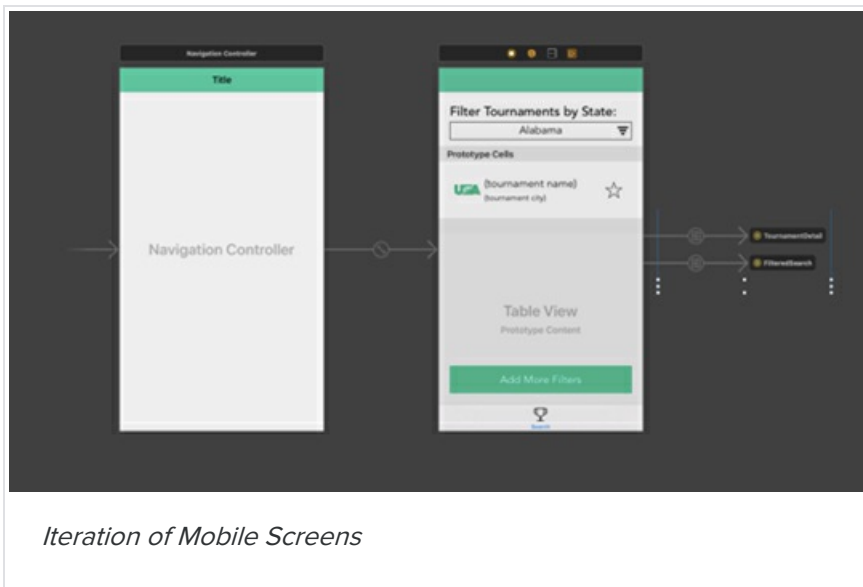 Navigation Controller
Title
Navigation Controller
Filter Tournaments by State:
Alabama
Prototype Cells
(tournament name)
(tournament city)
Table View
Prototype Content
Add More Filters
Search
TournamentDetail
FilteredSearch
Iteration of Mobile Screens